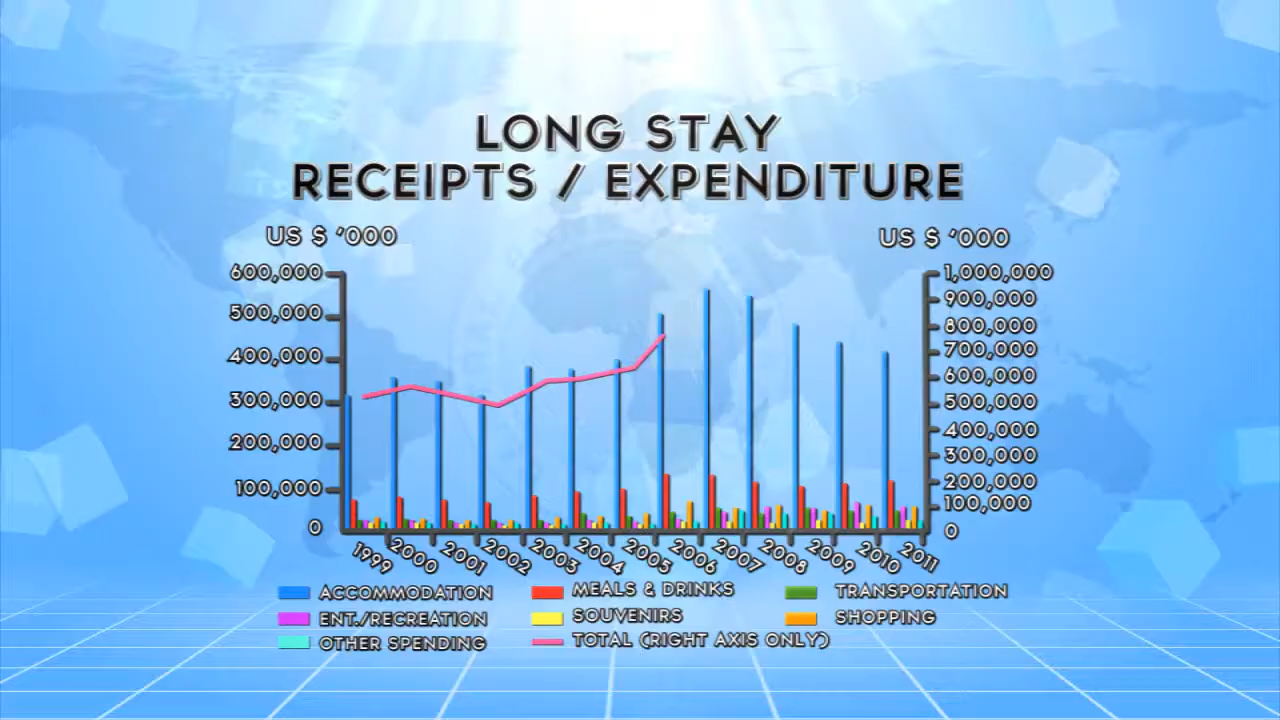 LONG STAY
RECEIPTS / EXPENDITURE
US $ ‘000
US $ ‘000
600,000
500,000
400,000
300,000
200,000
100,000
0
1,000,000
900,000
800,000
700,000
600,000
500,000
400,000
300,000
200,000
100,000
0
1999 2000 2001 2002 2003 2004 2005 2006 2007 2008 2009 2010 2011
ACCOMMODATION MEALS & DRINKS TRANSPORTATION
ENT./RECREATION SOUVENIRS SHOPPING
OTHER SPENDING TOTAL (RIGHT AXIS ONLY)